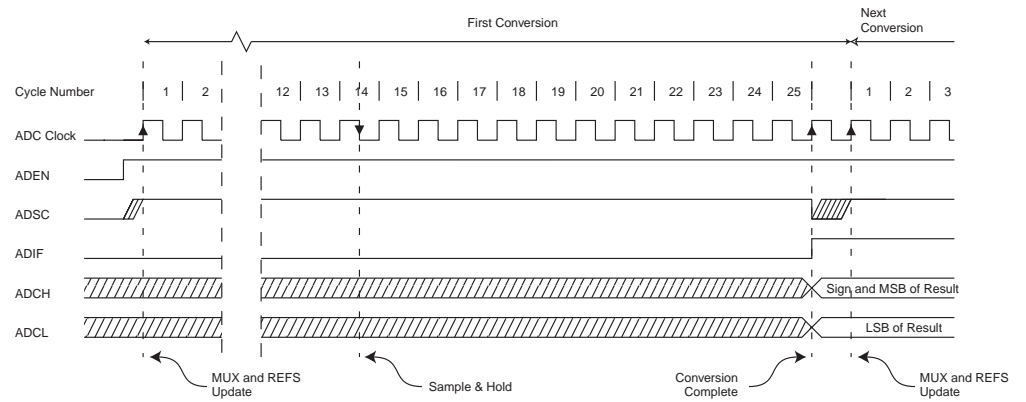 First Conversion
Next
Conversion
Cycle Number 1 2 12 13 14 15 16 17 18 19 20 21 22 23 24 25 1 2 3
ADC Clock
ADEN
ADSC
ADIF
ADCH Sign and MSB of Result
ADCL LSB of Result
MUX and REFS
Update
Sample & Hold
Conversion
Complete
MUX and REFS
Update